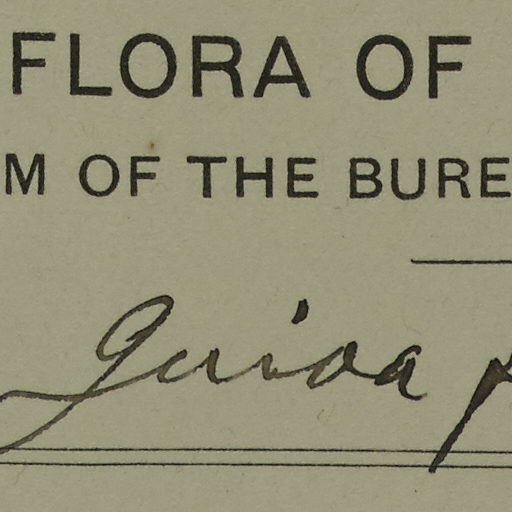 FLORA OF
M OF THE BURE
Guioa p